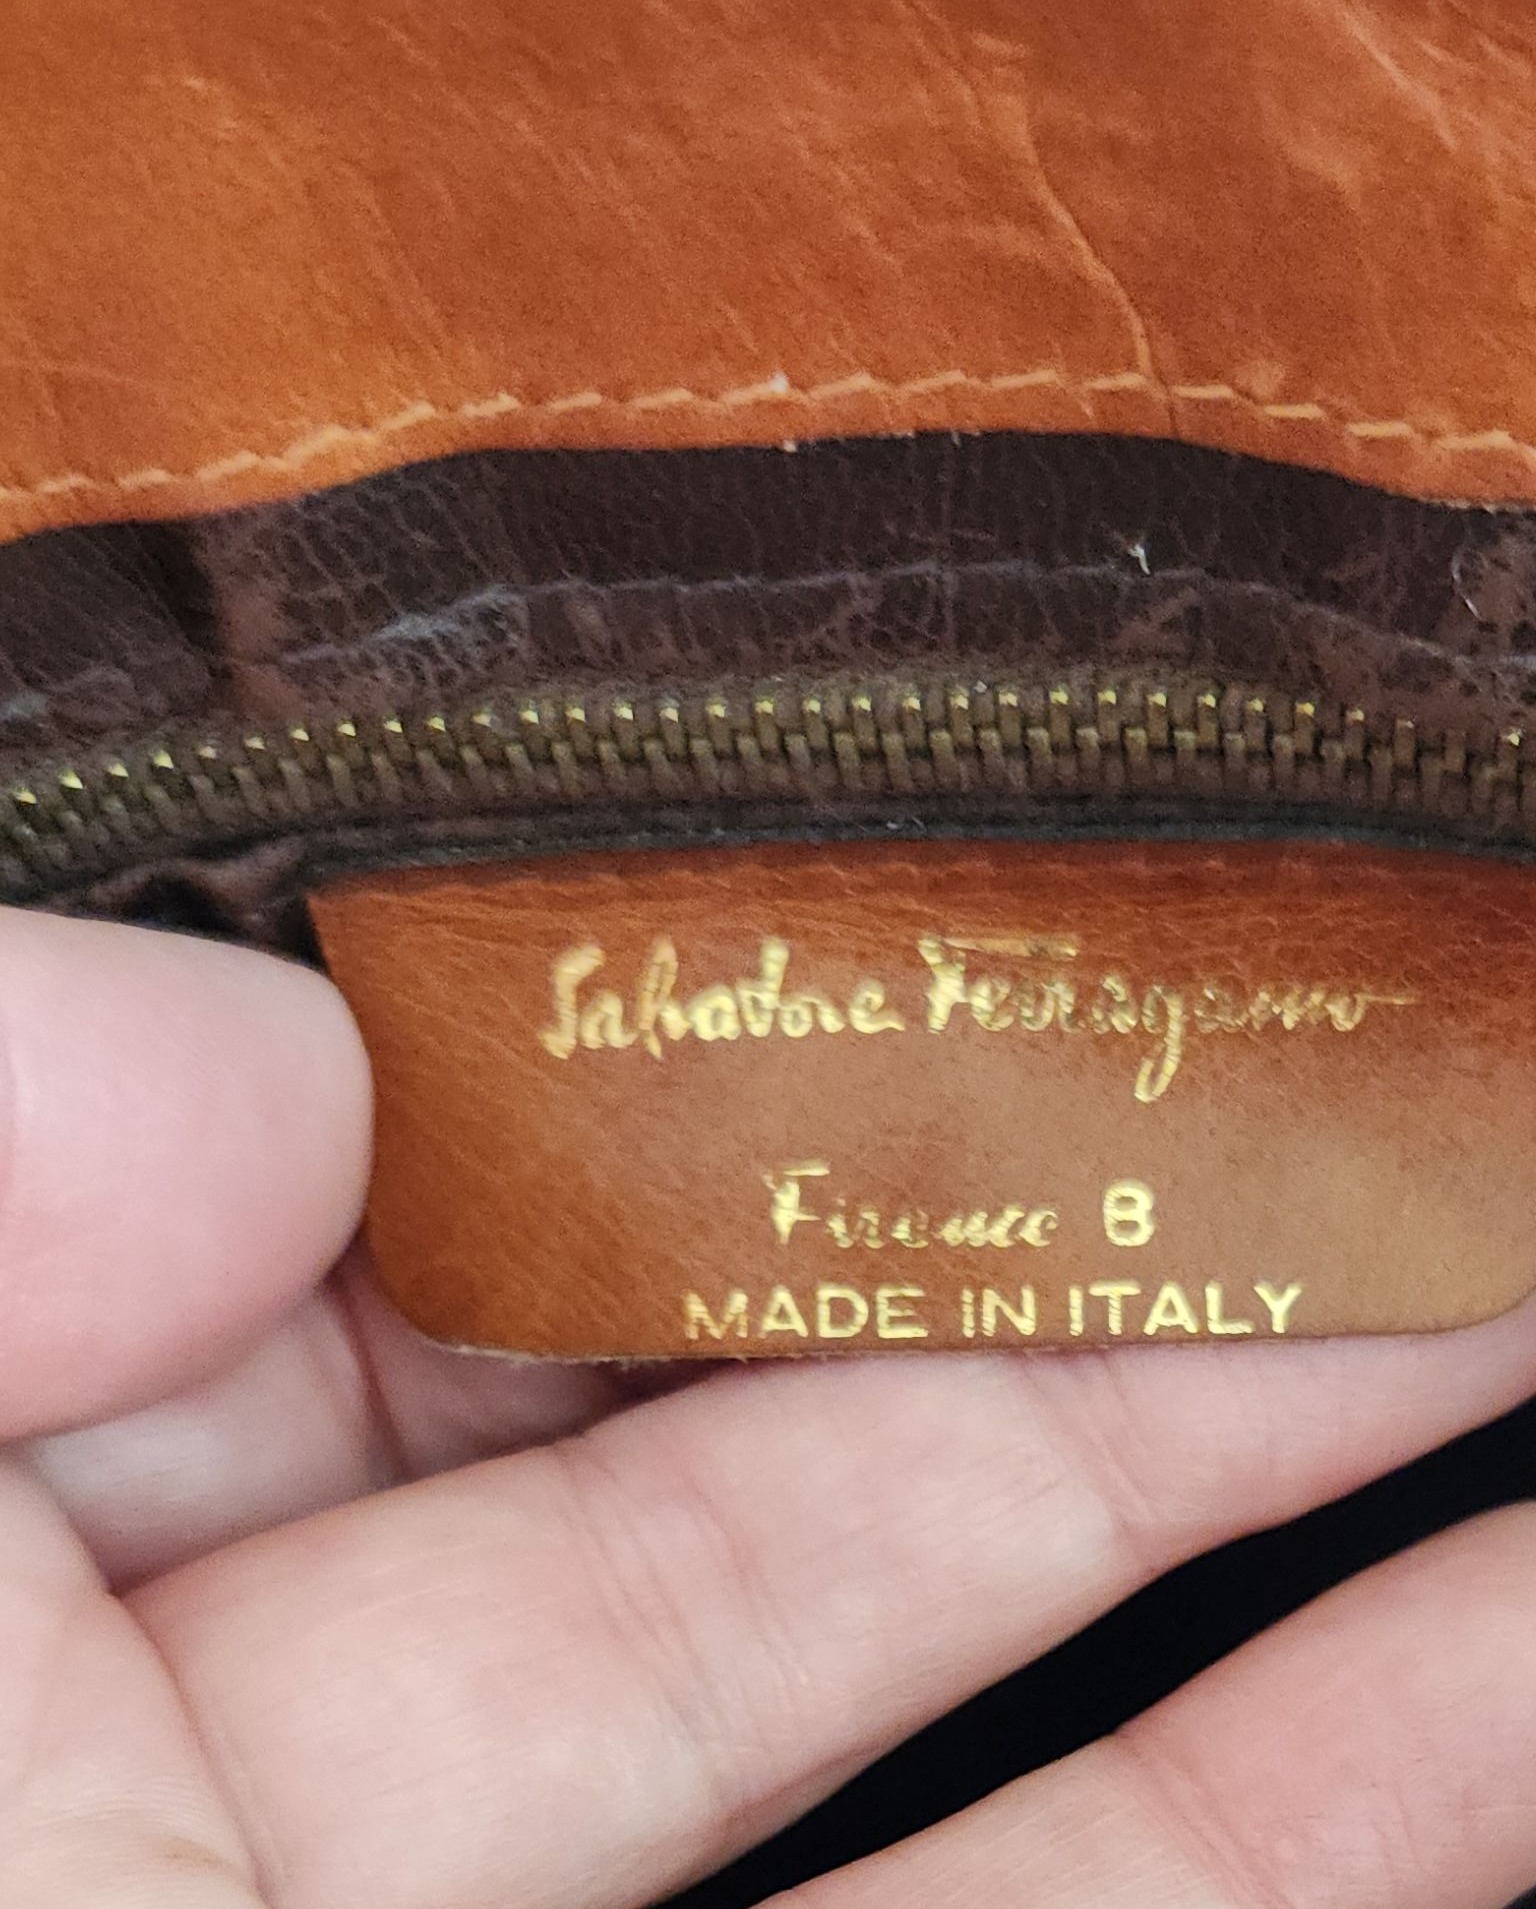 Salvatore Ferragamo
Firenze 8
MADE IN ITALY